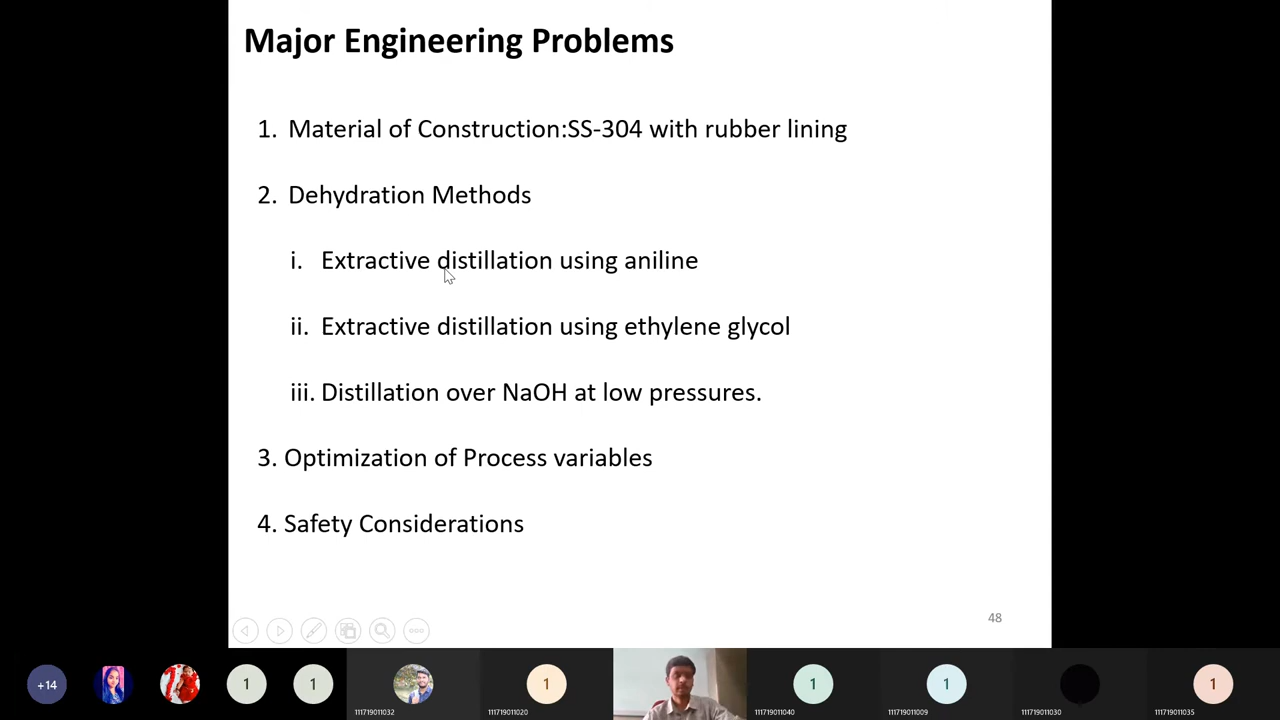 Major Engineering Problems
1. Material of Construction:SS-304 with rubber lining
2. Dehydration Methods
i. Extractive distillation using aniline
ii. Extractive distillation using ethylene glycol
iii. Distillation over NaOH at low pressures.
3. Optimization of Process variables
4. Safety Considerations
48
+14
1
1
1
1
1
1
111719011032
111719011020
111719011040
111719011009
111719011030
111719011035